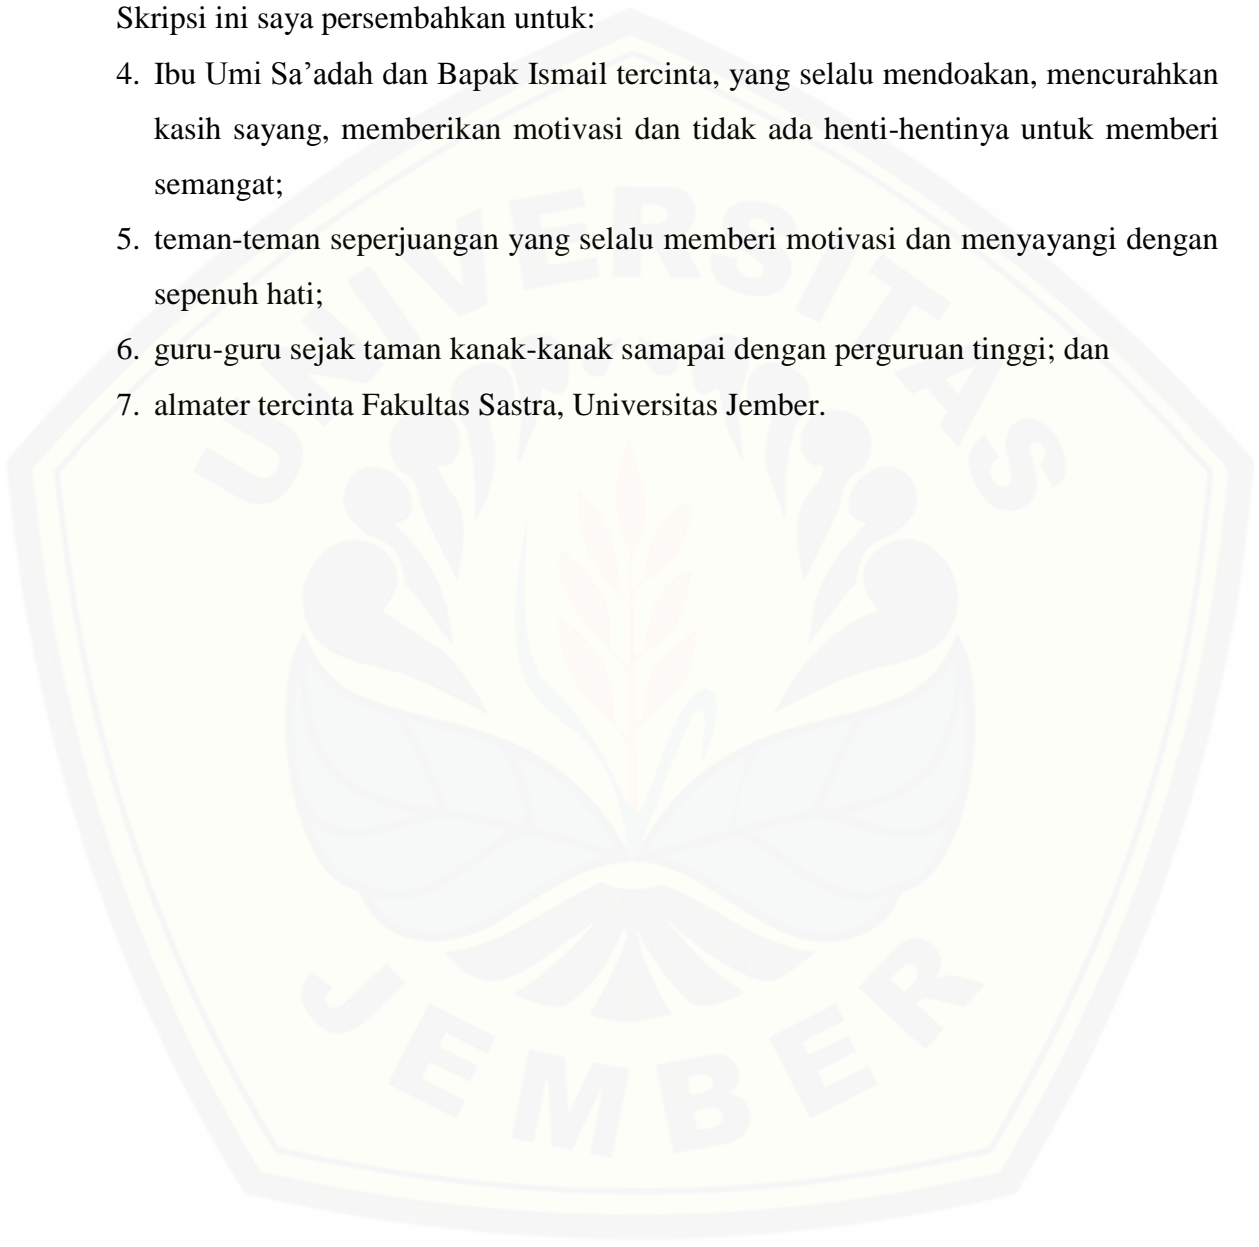 Skripsi ini saya persembahkan untuk:
4. Ibu Umi Sa’adah dan Bapak Ismail tercinta, yang selalu mendoakan, mencurahkan
kasih sayang, memberikan motivasi dan tidak ada henti-hentinya untuk memberi
semangat;
5. teman-teman seperjuangan yang selalu memberi motivasi dan menyayangi dengan
sepenuh hati;
6. guru-guru sejak taman kanak-kanak samapai dengan perguruan tinggi; dan
7. almater tercinta Fakultas Sastra, Universitas Jember.
UNIVERSITAS
JEMBER